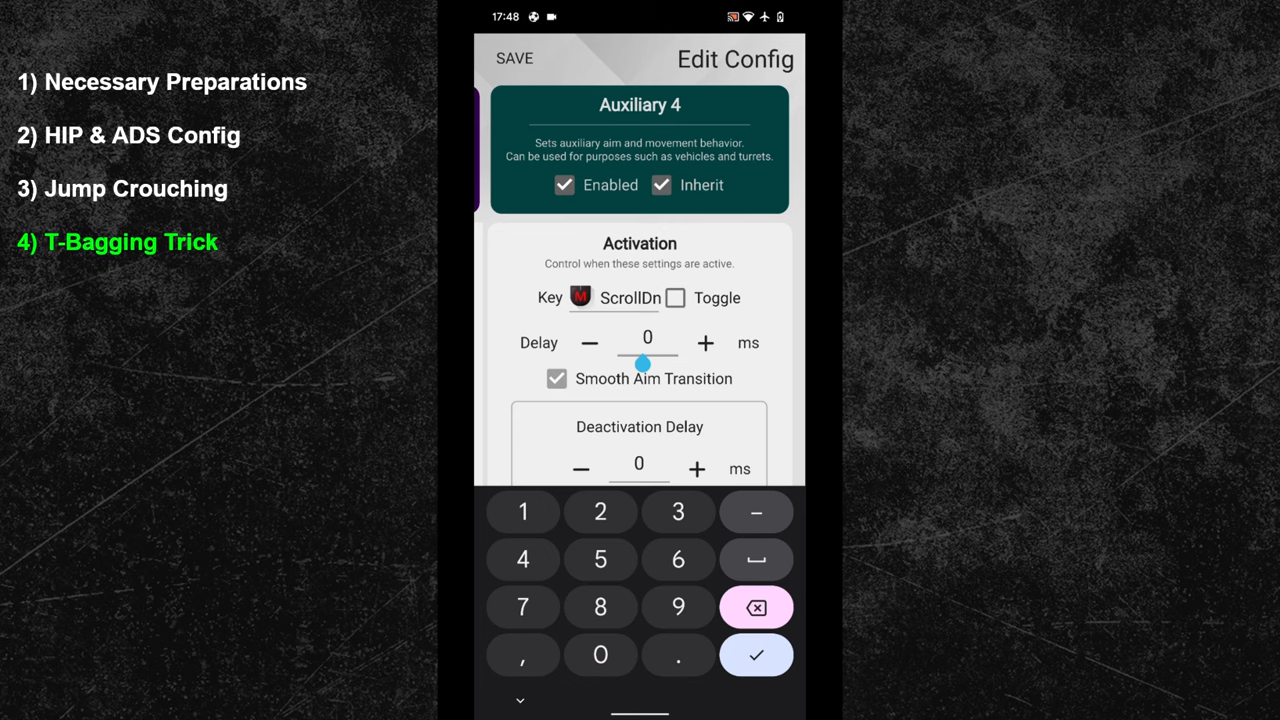 1) Necessary Preparations
2) HIP & ADS Config
3) Jump Crouching
4) T-Bagging Trick
17:48
SAVE
Edit Config
Auxiliary 4
Sets auxiliary aim and movement behavior.
Can be used for purposes such as vehicles and turrets.
Enabled Inherit
Activation
Control when these settings are active.
Key M ScrollDn Toggle
Delay − 0 + ms
Smooth Aim Transition
Deactivation Delay
− 0 + ms
1 2 3 −
4 5 6
7 8 9
, 0 .